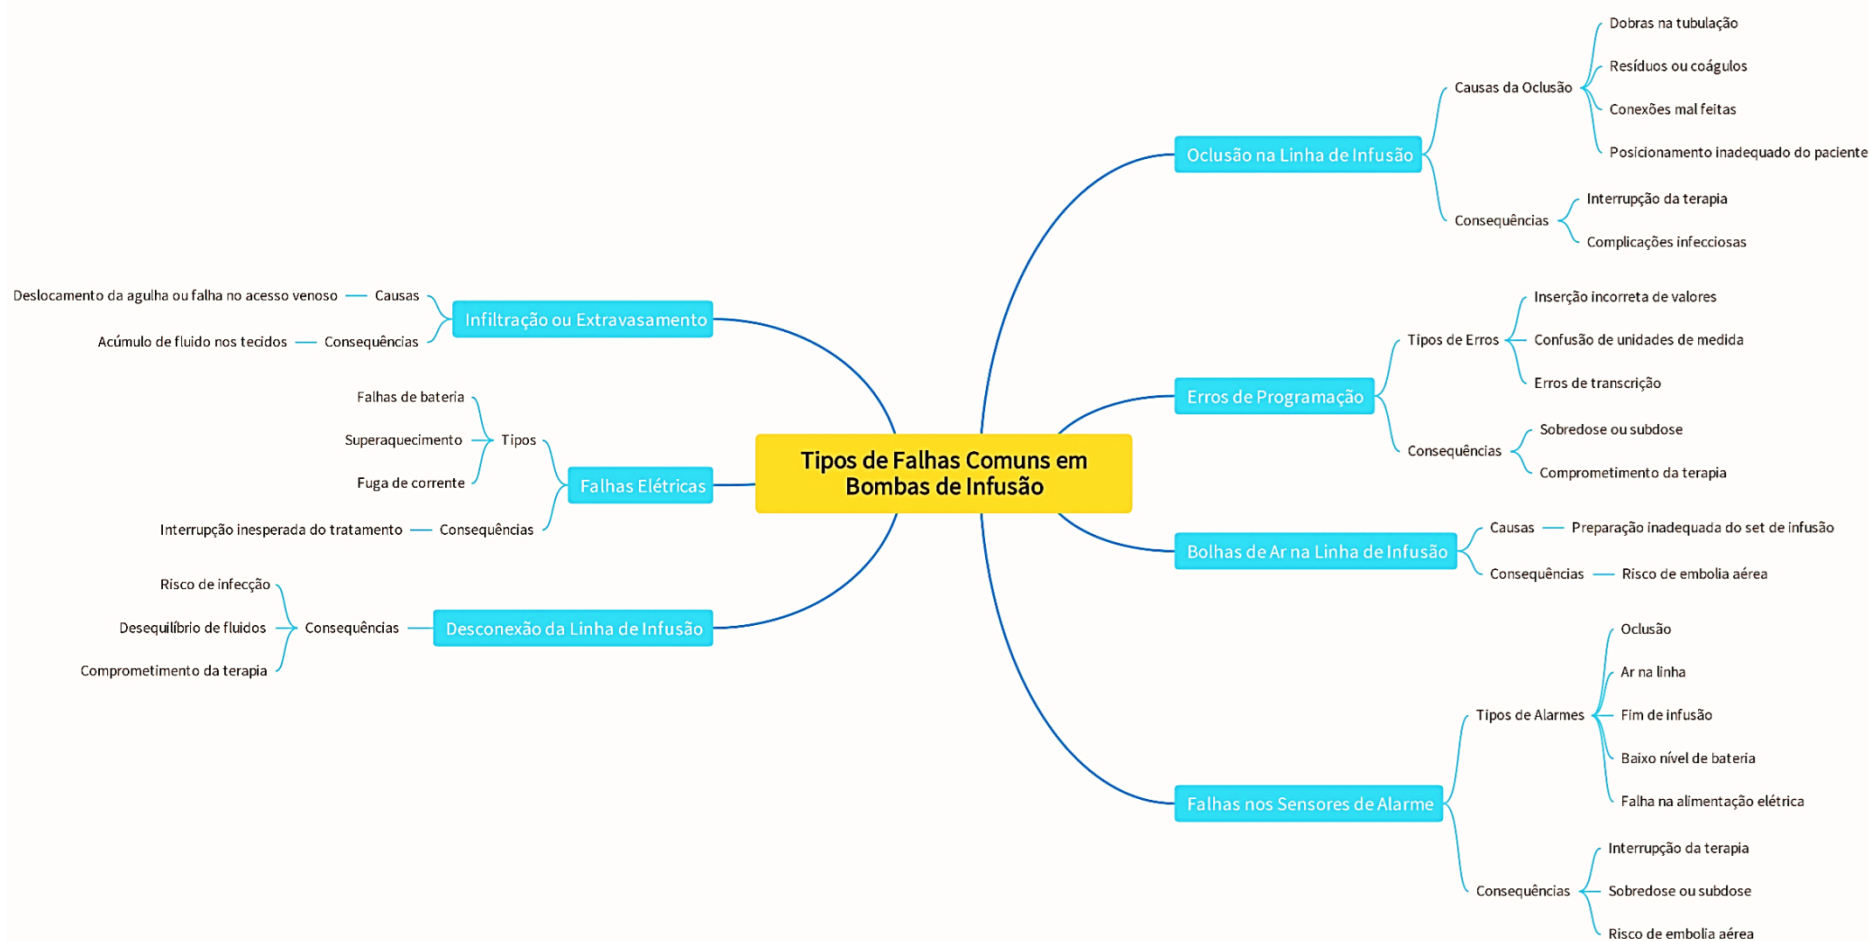 Tipos de Falhas Comuns em
Bombas de Infusão
Oclusão na Linha de Infusão
Causas da Oclusão
Dobras na tubulação
Resíduos ou coágulos
Conexões mal feitas
Posicionamento inadequado do paciente
Consequências
Interrupção da terapia
Complicações infecciosas
Erros de Programação
Tipos de Erros
Inserção incorreta de valores
Confusão de unidades de medida
Erros de transcrição
Consequências
Sobredose ou subdose
Comprometimento da terapia
Bolhas de Ar na Linha de Infusão
Causas
Preparação inadequada do set de infusão
Consequências
Risco de embolia aérea
Falhas nos Sensores de Alarme
Tipos de Alarmes
Oclusão
Ar na linha
Fim de infusão
Baixo nível de bateria
Falha na alimentação elétrica
Consequências
Interrupção da terapia
Sobredose ou subdose
Risco de embolia aérea
Infiltração ou Extravasamento
Causas
Deslocamento da agulha ou falha no acesso venoso
Consequências
Acúmulo de fluido nos tecidos
Falhas Elétricas
Tipos
Falhas de bateria
Superaquecimento
Fuga de corrente
Consequências
Interrupção inesperada do tratamento
Desconexão da Linha de Infusão
Consequências
Risco de infecção
Desequilíbrio de fluidos
Comprometimento da terapia